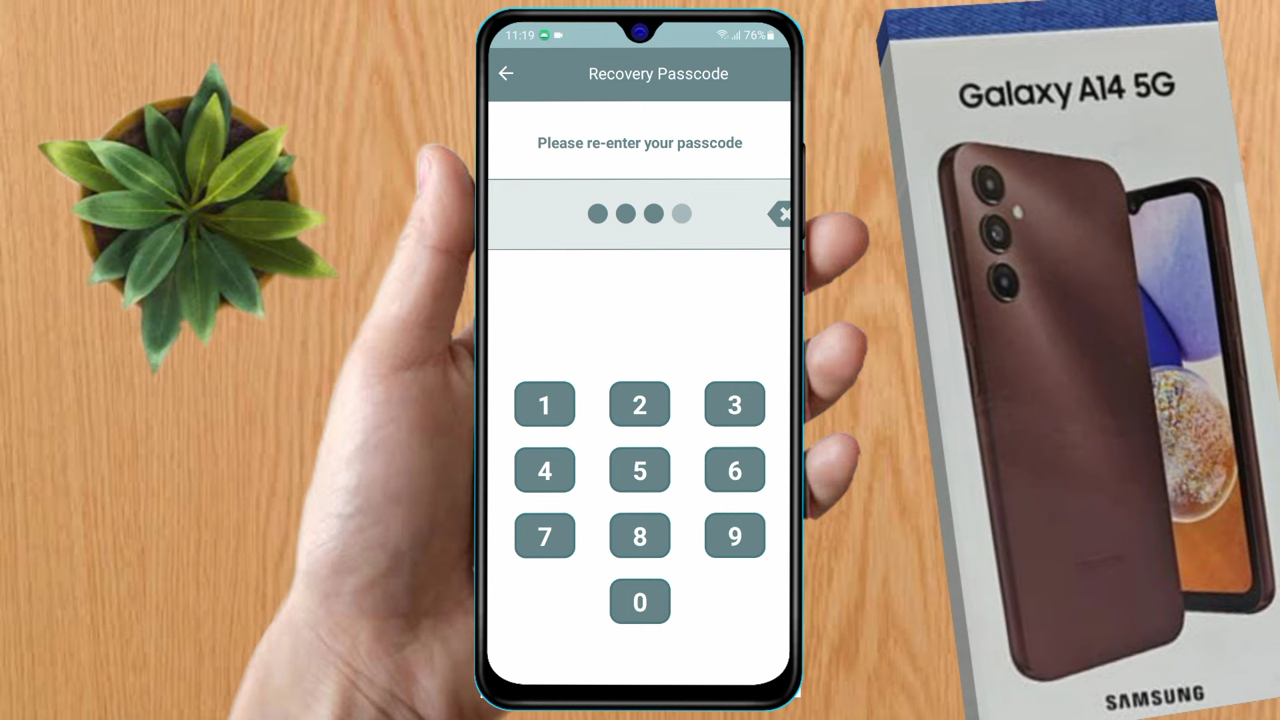 11:19
76%
Recovery Passcode
Please re-enter your passcode
1 2 3
4 5 6
7 8 9
0
Galaxy A14 5G
SAMSUNG